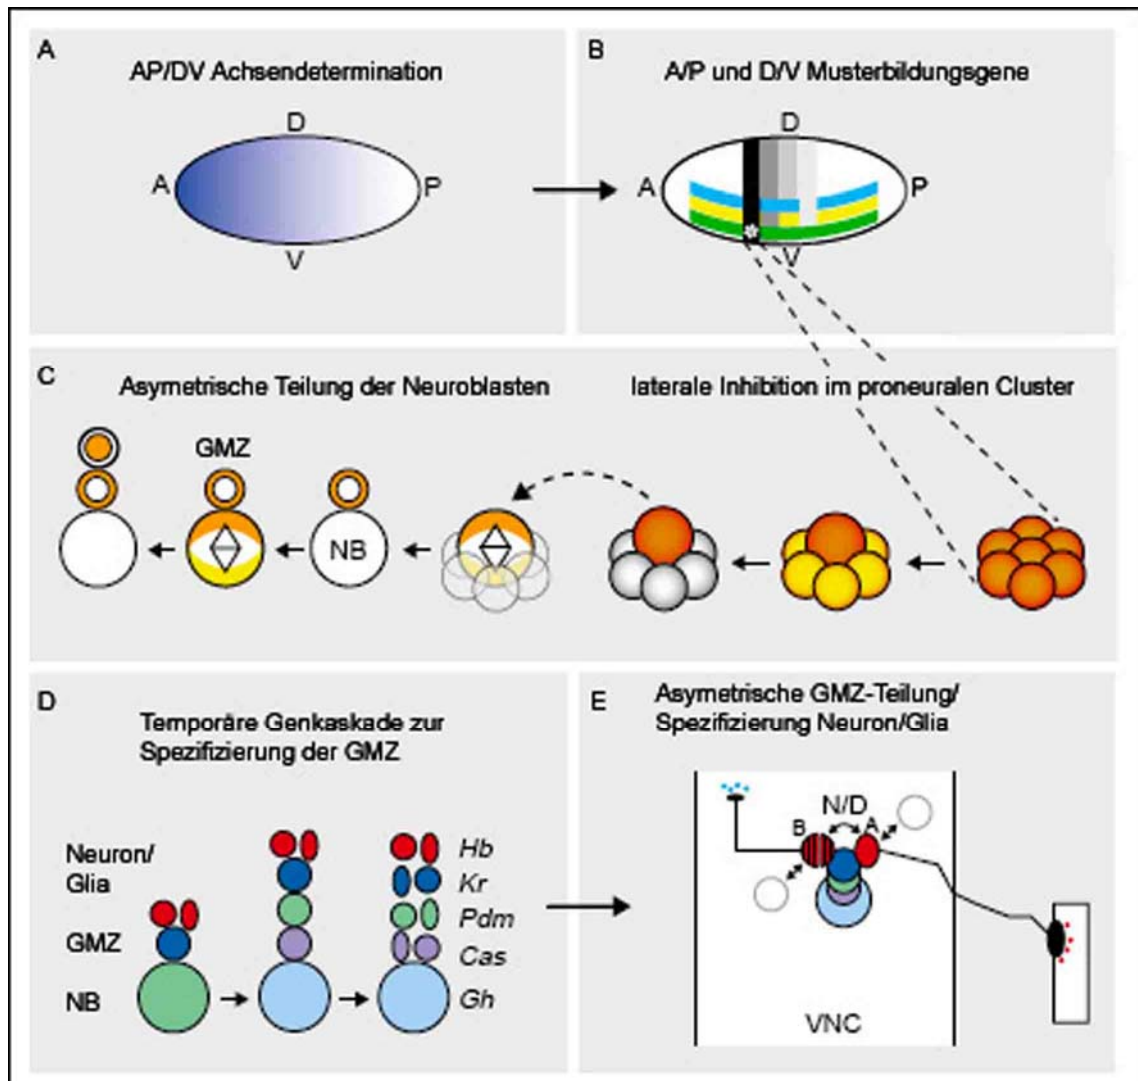 A
AP/DV Achsendetermination
D
A
P
V
B
A/P und D/V Musterbildungsgene
D
A
P
V
C
Asymetrische Teilung der Neuroblasten
laterale Inhibition im proneuralen Cluster
GMZ
NB
D
Temporäre Genkaskade zur
Spezifizierung der GMZ
Neuron/
Glia
GMZ
NB
Hb
Kr
Pdm
Cas
Gh
E
Asymetrische GMZ-Teilung/
Spezifizierung Neuron/Glia
N/D
B
A
VNC